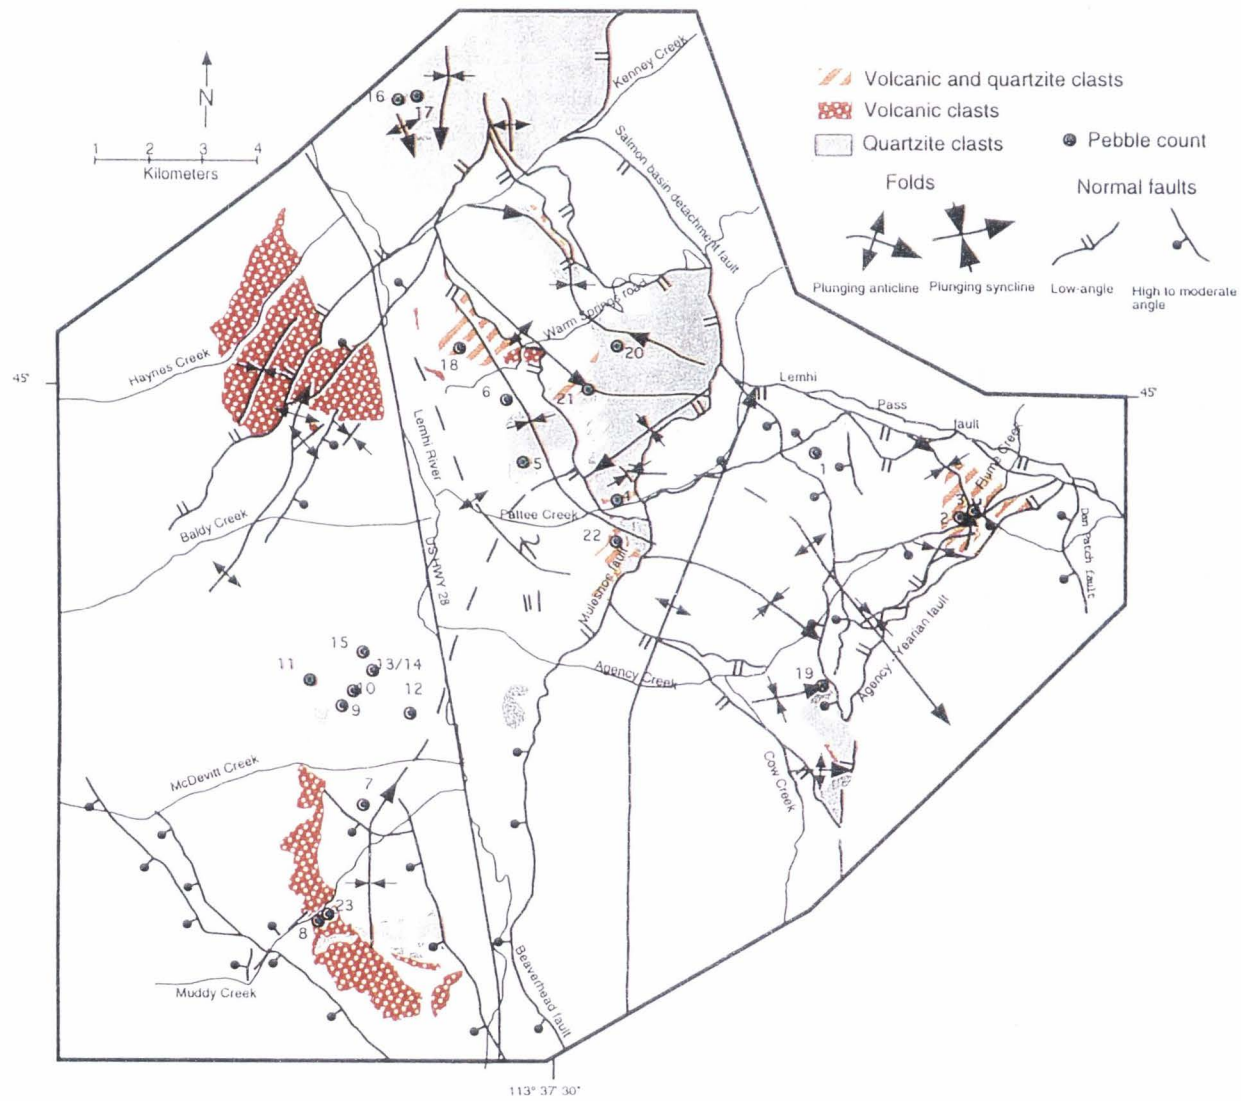 Kenney Creek
16
17
N
1 2 3 4
Kilometers
Volcanic and quartzite clasts
Volcanic clasts
Quartzite clasts
Pebble count
Folds
Normal faults
Plunging anticline
Plunging syncline
Low-angle
High to moderate
angle
Salmon basin detachment fault
Warm Springs road
Haynes Creek
18
20
45°
Lemhi
Pass
fault
45°
6
21
Lemhi River
5
1
Flume Creek
4
3
2
Pattee Creek
Baldy Creek
22
US HWY 28
Muleshoe fault
Dan Patch fault
15
11
13/14
10
12
9
Agency Creek
19
Agency - Yearian fault
McDevitt Creek
7
Cow Creek
23
8
Muddy Creek
Beaverhead fault
113° 37' 30"